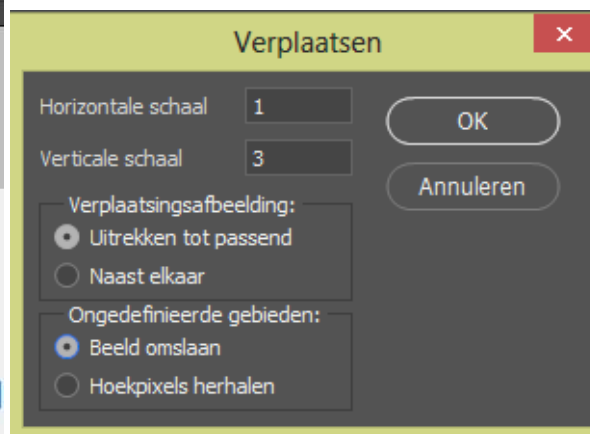 Verplaatsen
Horizontale schaal 1
OK
Verticale schaal 3
Annuleren
Verplaatsingsafbeelding:
Uitrekken tot passend
Naast elkaar
Ongedefinieerde gebieden:
Beeld omslaan
Hoekpixels herhalen